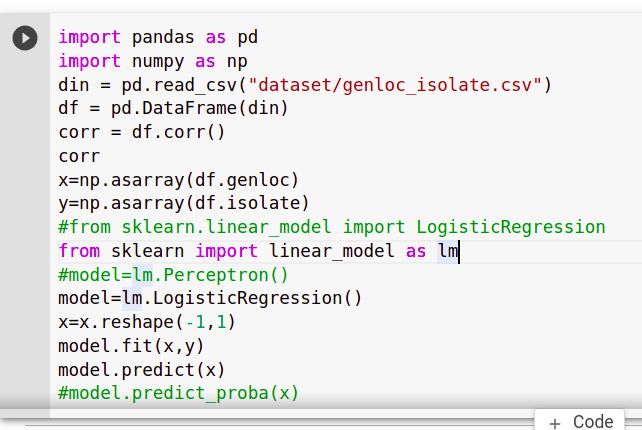 import pandas as pd
import numpy as np
din = pd.read_csv("dataset/genloc_isolate.csv")
df = pd.DataFrame(din)
corr = df.corr()
corr
x=np.asarray(df.genloc)
y=np.asarray(df.isolate)
#from sklearn.linear_model import LogisticRegression
from sklearn import linear_model as lm
#model=lm.Perceptron()
model=lm.LogisticRegression()
x=x.reshape(-1,1)
model.fit(x,y)
model.predict(x)
#model.predict_proba(x)
+ Code